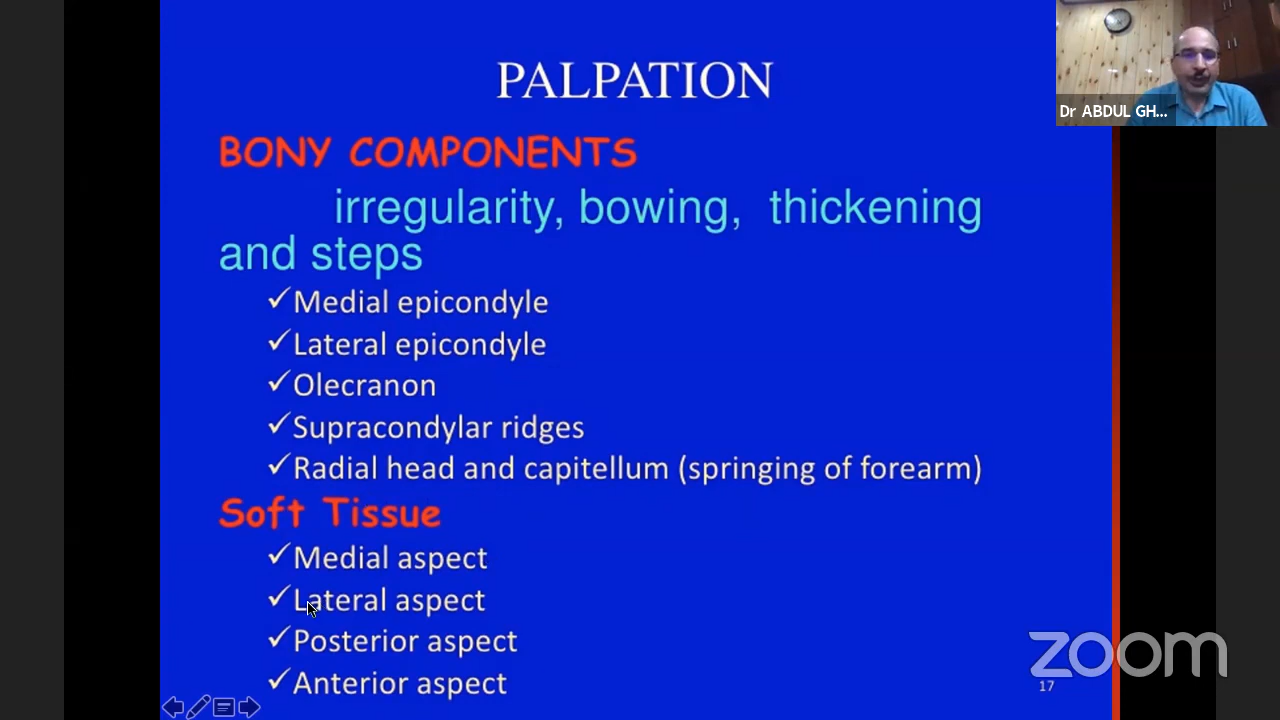 PALPATION
Dr ABDUL GH...
BONY COMPONENTS
irregularity, bowing, thickening
and steps
✓Medial epicondyle
✓Lateral epicondyle
✓Olecranon
✓Supracondylar ridges
✓Radial head and capitellum (springing of forearm)
Soft Tissue
✓Medial aspect
✓Lateral aspect
✓Posterior aspect
✓Anterior aspect
zoom
17